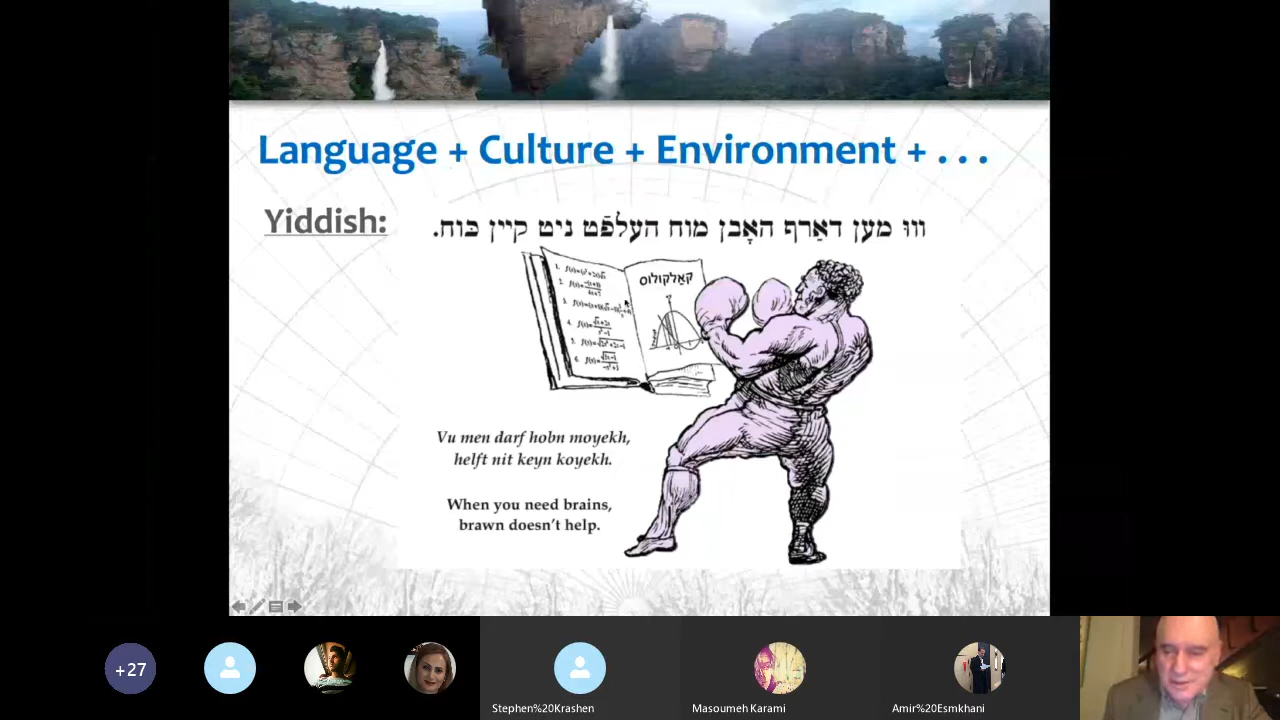 Language + Culture + Environment + . . .
Yiddish:
װוּ מען דאַרף האָבן מוח העלפֿט ניט קיין כּוח.
קאַלקולוס
Vu men darf hobn moyekh,
helft nit keyn koyekh.
When you need brains,
brawn doesn't help.
+27
Stephen%20Krashen
Masoumeh Karami
Amir%20Esmkhani